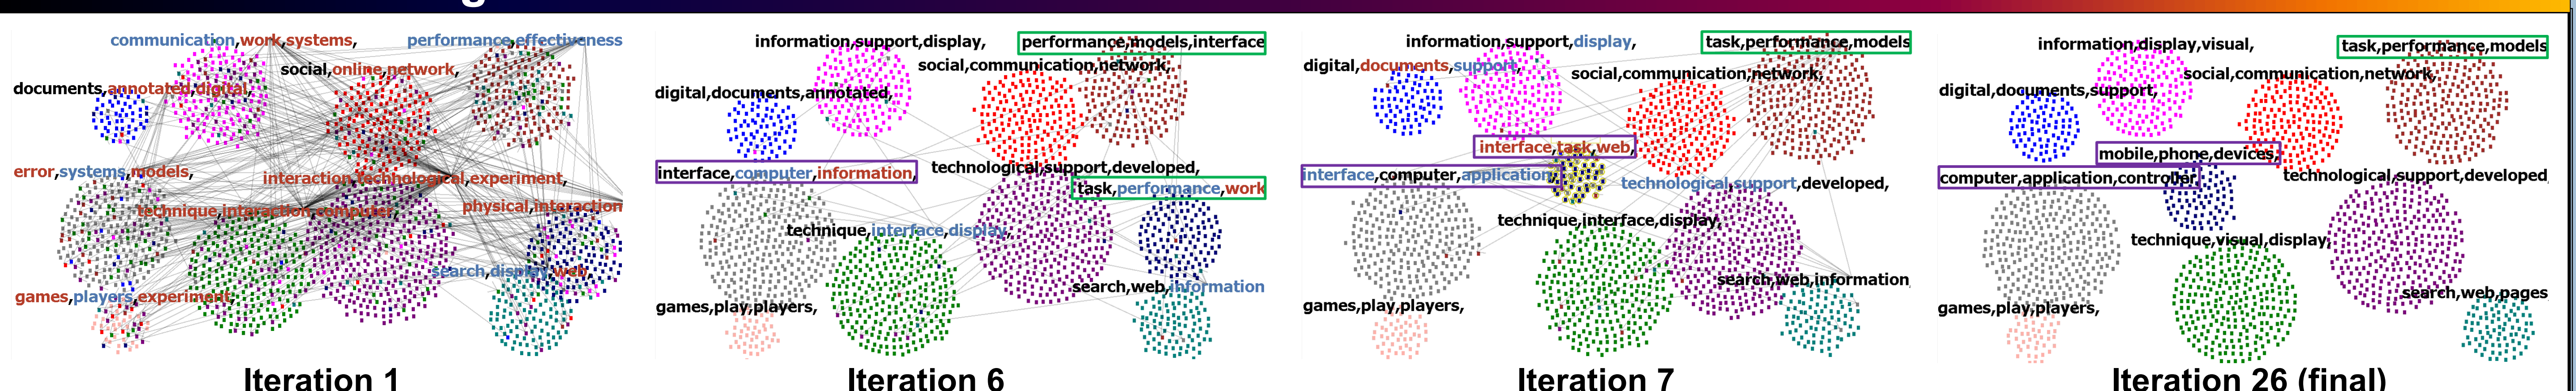 communication,work,systems,
performance,effectiveness
social,online,network,
documents,annotated,digital,
error,systems,models,
interaction,technological,experiment,
technique,interaction,computer,
physical,interaction
search,display,web,
games,players,experiment,
Iteration 1
information,support,display,
performance,models,interface
social,communication,network,
digital,documents,annotated,
interface,computer,information,
technological,support,developed,
task,performance,work
technique,interface,display,
search,web,information
games,play,players,
Iteration 6
information,support,display,
task,performance,models
digital,documents,support,
social,communication,network,
interface,task,web,
interface,computer,application,
technological,support,developed,
technique,interface,display,
search,web,information
games,play,players,
Iteration 7
information,display,visual,
task,performance,models
social,communication,network,
digital,documents,support,
mobile,phone,devices,
computer,application,controller,
technological,support,developed
technique,visual,display,
search,web,pages
games,play,players,
Iteration 26 (final)